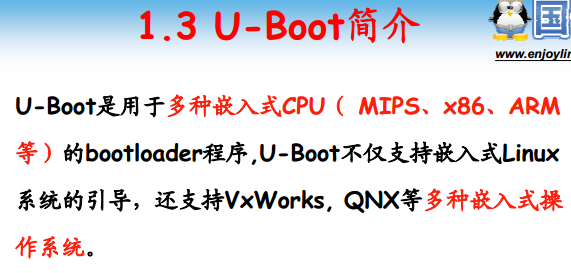 1.3 U-Boot简介
国
www.enjoylin
U-Boot是用于多种嵌入式CPU（ MIPS、x86、ARM
等）的bootloader程序,U-Boot不仅支持嵌入式Linux
系统的引导，还支持VxWorks, QNX等多种嵌入式操
作系统。